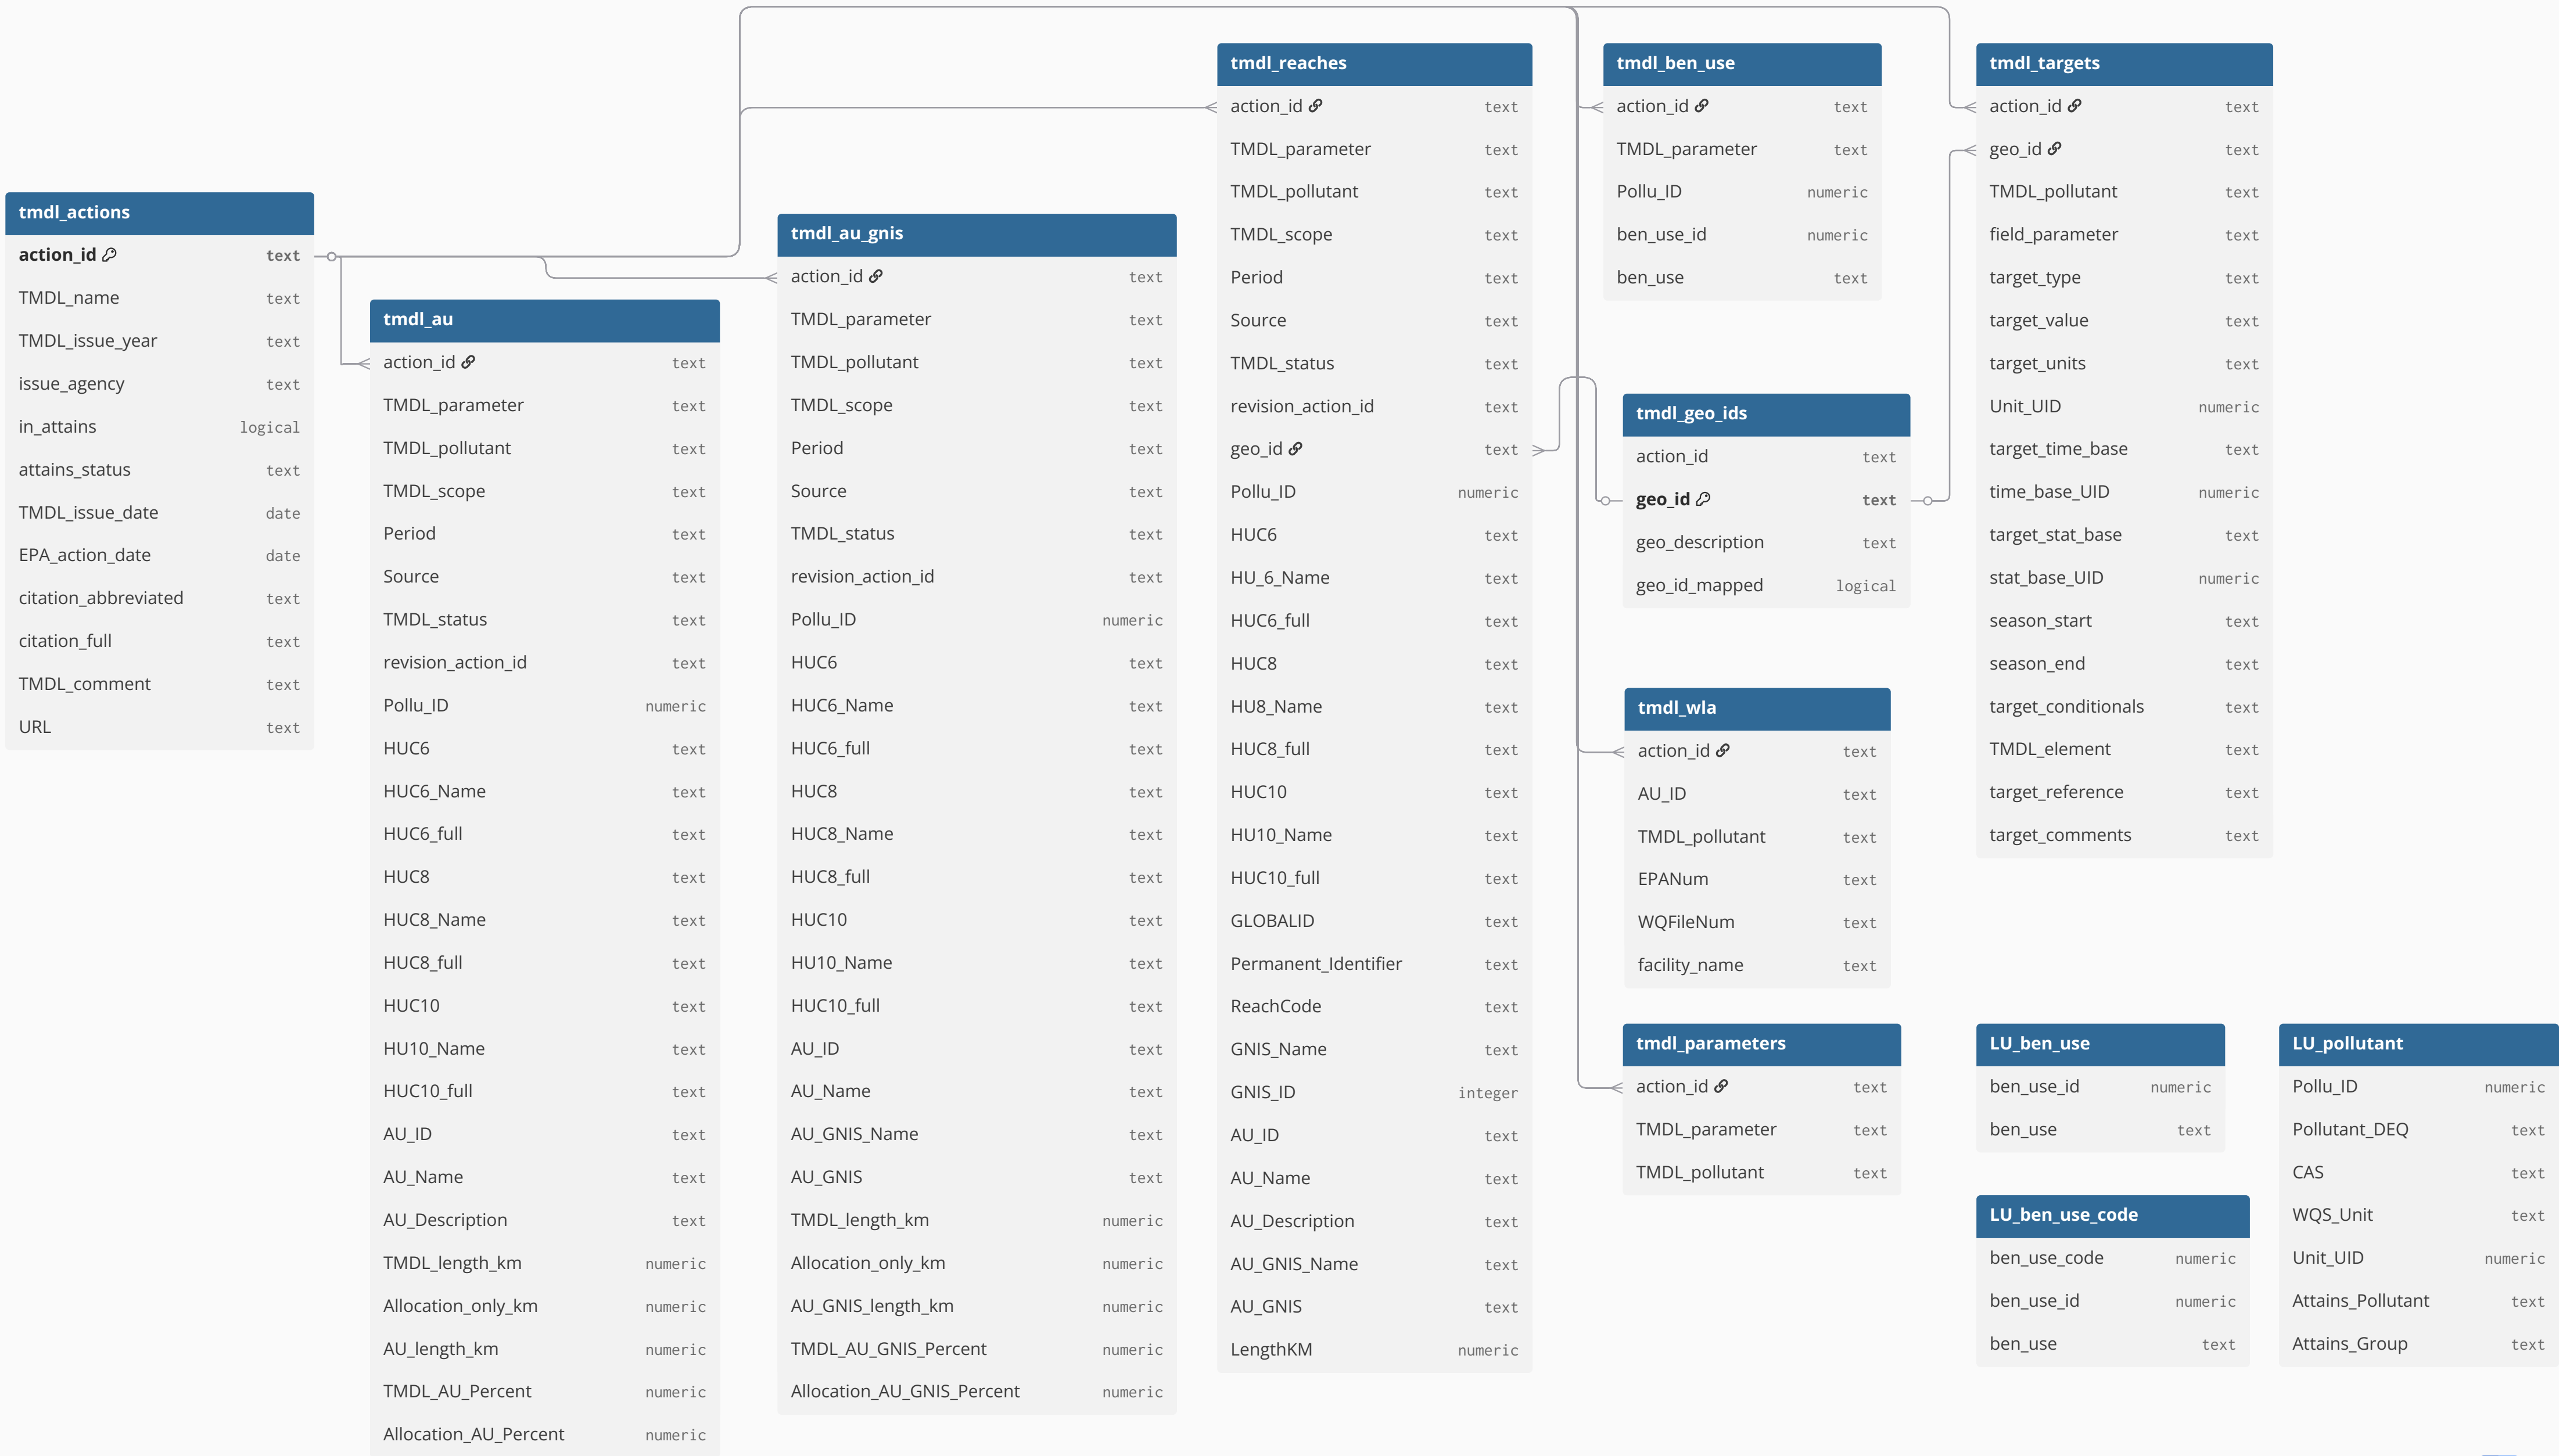 tmdl_actions
action_id text
TMDL_name text
TMDL_issue_year text
issue_agency text
in_attains logical
attains_status text
TMDL_issue_date date
EPA_action_date date
citation_abbreviated text
citation_full text
TMDL_comment text
URL text
tmdl_au
action_id text
TMDL_parameter text
TMDL_pollutant text
TMDL_scope text
Period text
Source text
TMDL_status text
revision_action_id text
Pollu_ID numeric
HUC6 text
HUC6_Name text
HUC6_full text
HUC8 text
HUC8_Name text
HUC8_full text
HUC10 text
HU10_Name text
HUC10_full text
AU_ID text
AU_Name text
AU_Description text
TMDL_length_km numeric
Allocation_only_km numeric
AU_length_km numeric
TMDL_AU_Percent numeric
Allocation_AU_Percent numeric
tmdl_au_gnis
action_id text
TMDL_parameter text
TMDL_pollutant text
TMDL_scope text
Period text
Source text
TMDL_status text
revision_action_id text
Pollu_ID numeric
HUC6 text
HUC6_Name text
HUC6_full text
HUC8 text
HUC8_Name text
HUC8_full text
HUC10 text
HU10_Name text
HUC10_full text
AU_ID text
AU_Name text
AU_GNIS_Name text
AU_GNIS text
TMDL_length_km numeric
Allocation_only_km numeric
AU_GNIS_length_km numeric
TMDL_AU_GNIS_Percent numeric
Allocation_AU_GNIS_Percent numeric
tmdl_reaches
action_id text
TMDL_parameter text
TMDL_pollutant text
TMDL_scope text
Period text
Source text
TMDL_status text
revision_action_id text
geo_id text
Pollu_ID numeric
HUC6 text
HU_6_Name text
HUC6_full text
HUC8 text
HU8_Name text
HUC8_full text
HUC10 text
HU10_Name text
HUC10_full text
GLOBALID text
Permanent_Identifier text
ReachCode text
GNIS_Name text
GNIS_ID integer
AU_ID text
AU_Name text
AU_Description text
AU_GNIS_Name text
AU_GNIS text
LengthKM numeric
tmdl_ben_use
action_id text
TMDL_parameter text
Pollu_ID numeric
ben_use_id numeric
ben_use text
tmdl_geo_ids
action_id text
geo_id text
geo_description text
geo_id_mapped logical
tmdl_wla
action_id text
AU_ID text
TMDL_pollutant text
EPANum text
WQFileNum text
facility_name text
tmdl_parameters
action_id text
TMDL_parameter text
TMDL_pollutant text
tmdl_targets
action_id text
geo_id text
TMDL_pollutant text
field_parameter text
target_type text
target_value text
target_units text
Unit_UID numeric
target_time_base text
time_base_UID numeric
target_stat_base text
stat_base_UID numeric
season_start text
season_end text
target_conditionals text
TMDL_element text
target_reference text
target_comments text
LU_ben_use
ben_use_id numeric
ben_use text
LU_ben_use_code
ben_use_code numeric
ben_use_id numeric
ben_use text
LU_pollutant
Pollu_ID numeric
Pollutant_DEQ text
CAS text
WQS_Unit text
Unit_UID numeric
Attains_Pollutant text
Attains_Group text